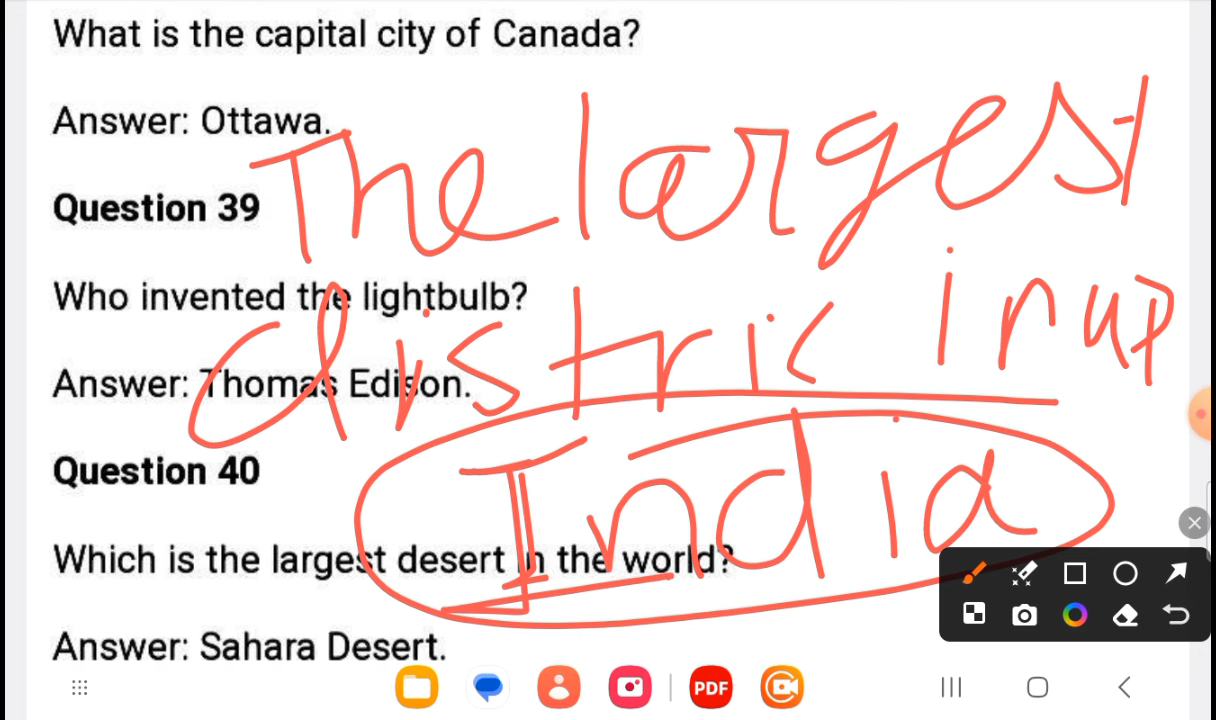 What is the capital city of Canada?
Answer: Ottawa.
The largest
Question 39
Who invented the lightbulb?
distric in up
Answer: Thomas Edison.
Question 40
India
Which is the largest desert in the world?
Answer: Sahara Desert.
PDF